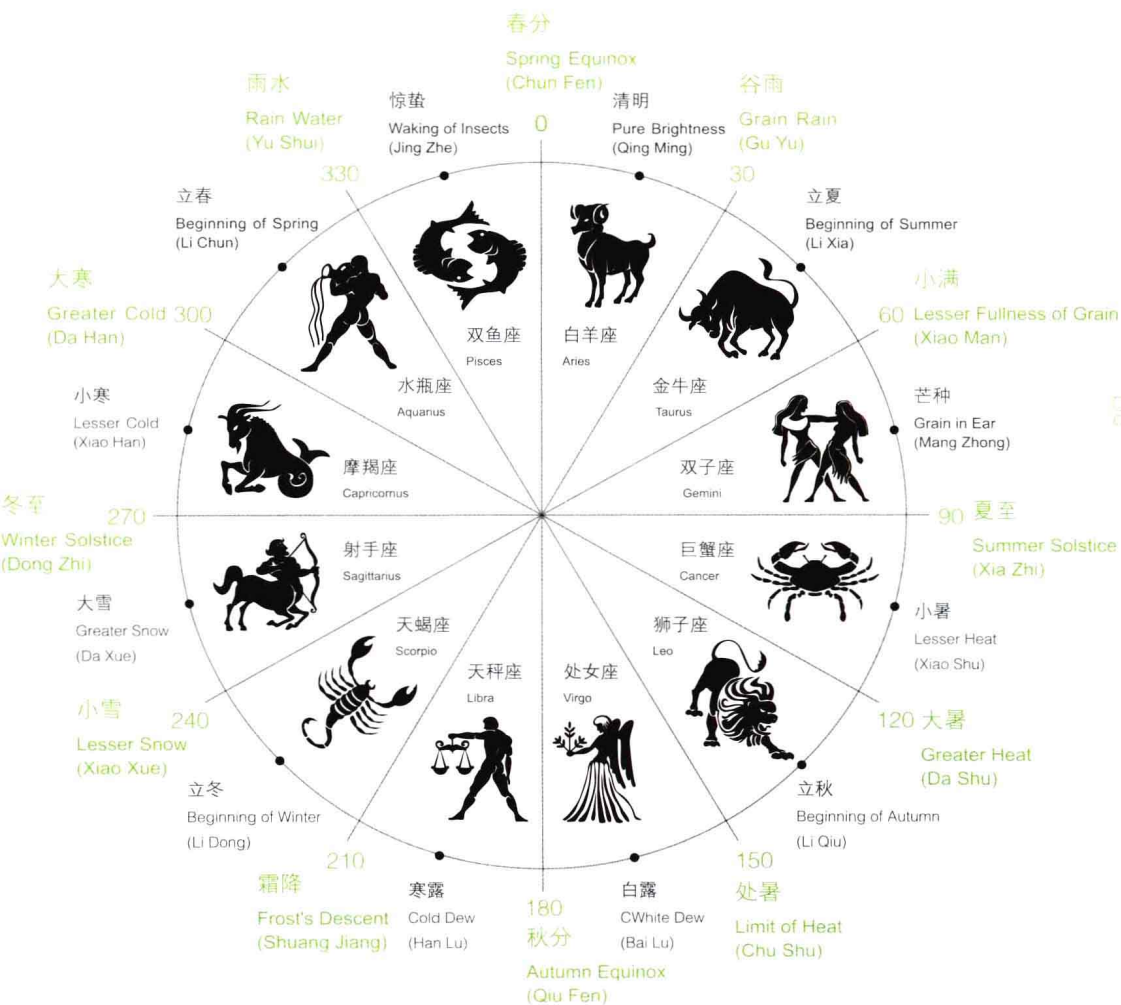 春分
Spring Equinox
(Chun Fen)
0
清明
Pure Brightness
(Qing Ming)
谷雨
Grain Rain
(Gu Yu)
30
立夏
Beginning of Summer
(Li Xia)
小满
60 Lesser Fullness of Grain
(Xiao Man)
芒种
Grain in Ear
(Mang Zhong)
90 夏至
Summer Solstice
(Xia Zhi)
小暑
Lesser Heat
(Xiao Shu)
120 大暑
Greater Heat
(Da Shu)
立秋
Beginning of Autumn
(Li Qiu)
150
处暑
Limit of Heat
(Chu Shu)
白露
CWhite Dew
(Bai Lu)
180
秋分
Autumn Equinox
(Qiu Fen)
寒露
Cold Dew
(Han Lu)
210
霜降
Frost's Descent
(Shuang Jiang)
立冬
Beginning of Winter
(Li Dong)
小雪 240
Lesser Snow
(Xiao Xue)
大雪
Greater Snow
(Da Xue)
冬至 270
Winter Solstice
(Dong Zhi)
小寒
Lesser Cold
(Xiao Han)
大寒
Greater Cold 300
(Da Han)
立春
Beginning of Spring
(Li Chun)
雨水
Rain Water
(Yu Shui)
330
惊蛰
Waking of Insects
(Jing Zhe)
白羊座
Aries
金牛座
Taurus
双子座
Gemini
巨蟹座
Cancer
狮子座
Leo
处女座
Virgo
天秤座
Libra
天蝎座
Scorpio
射手座
Sagittarius
摩羯座
Capricornus
水瓶座
Aquarius
双鱼座
Pisces